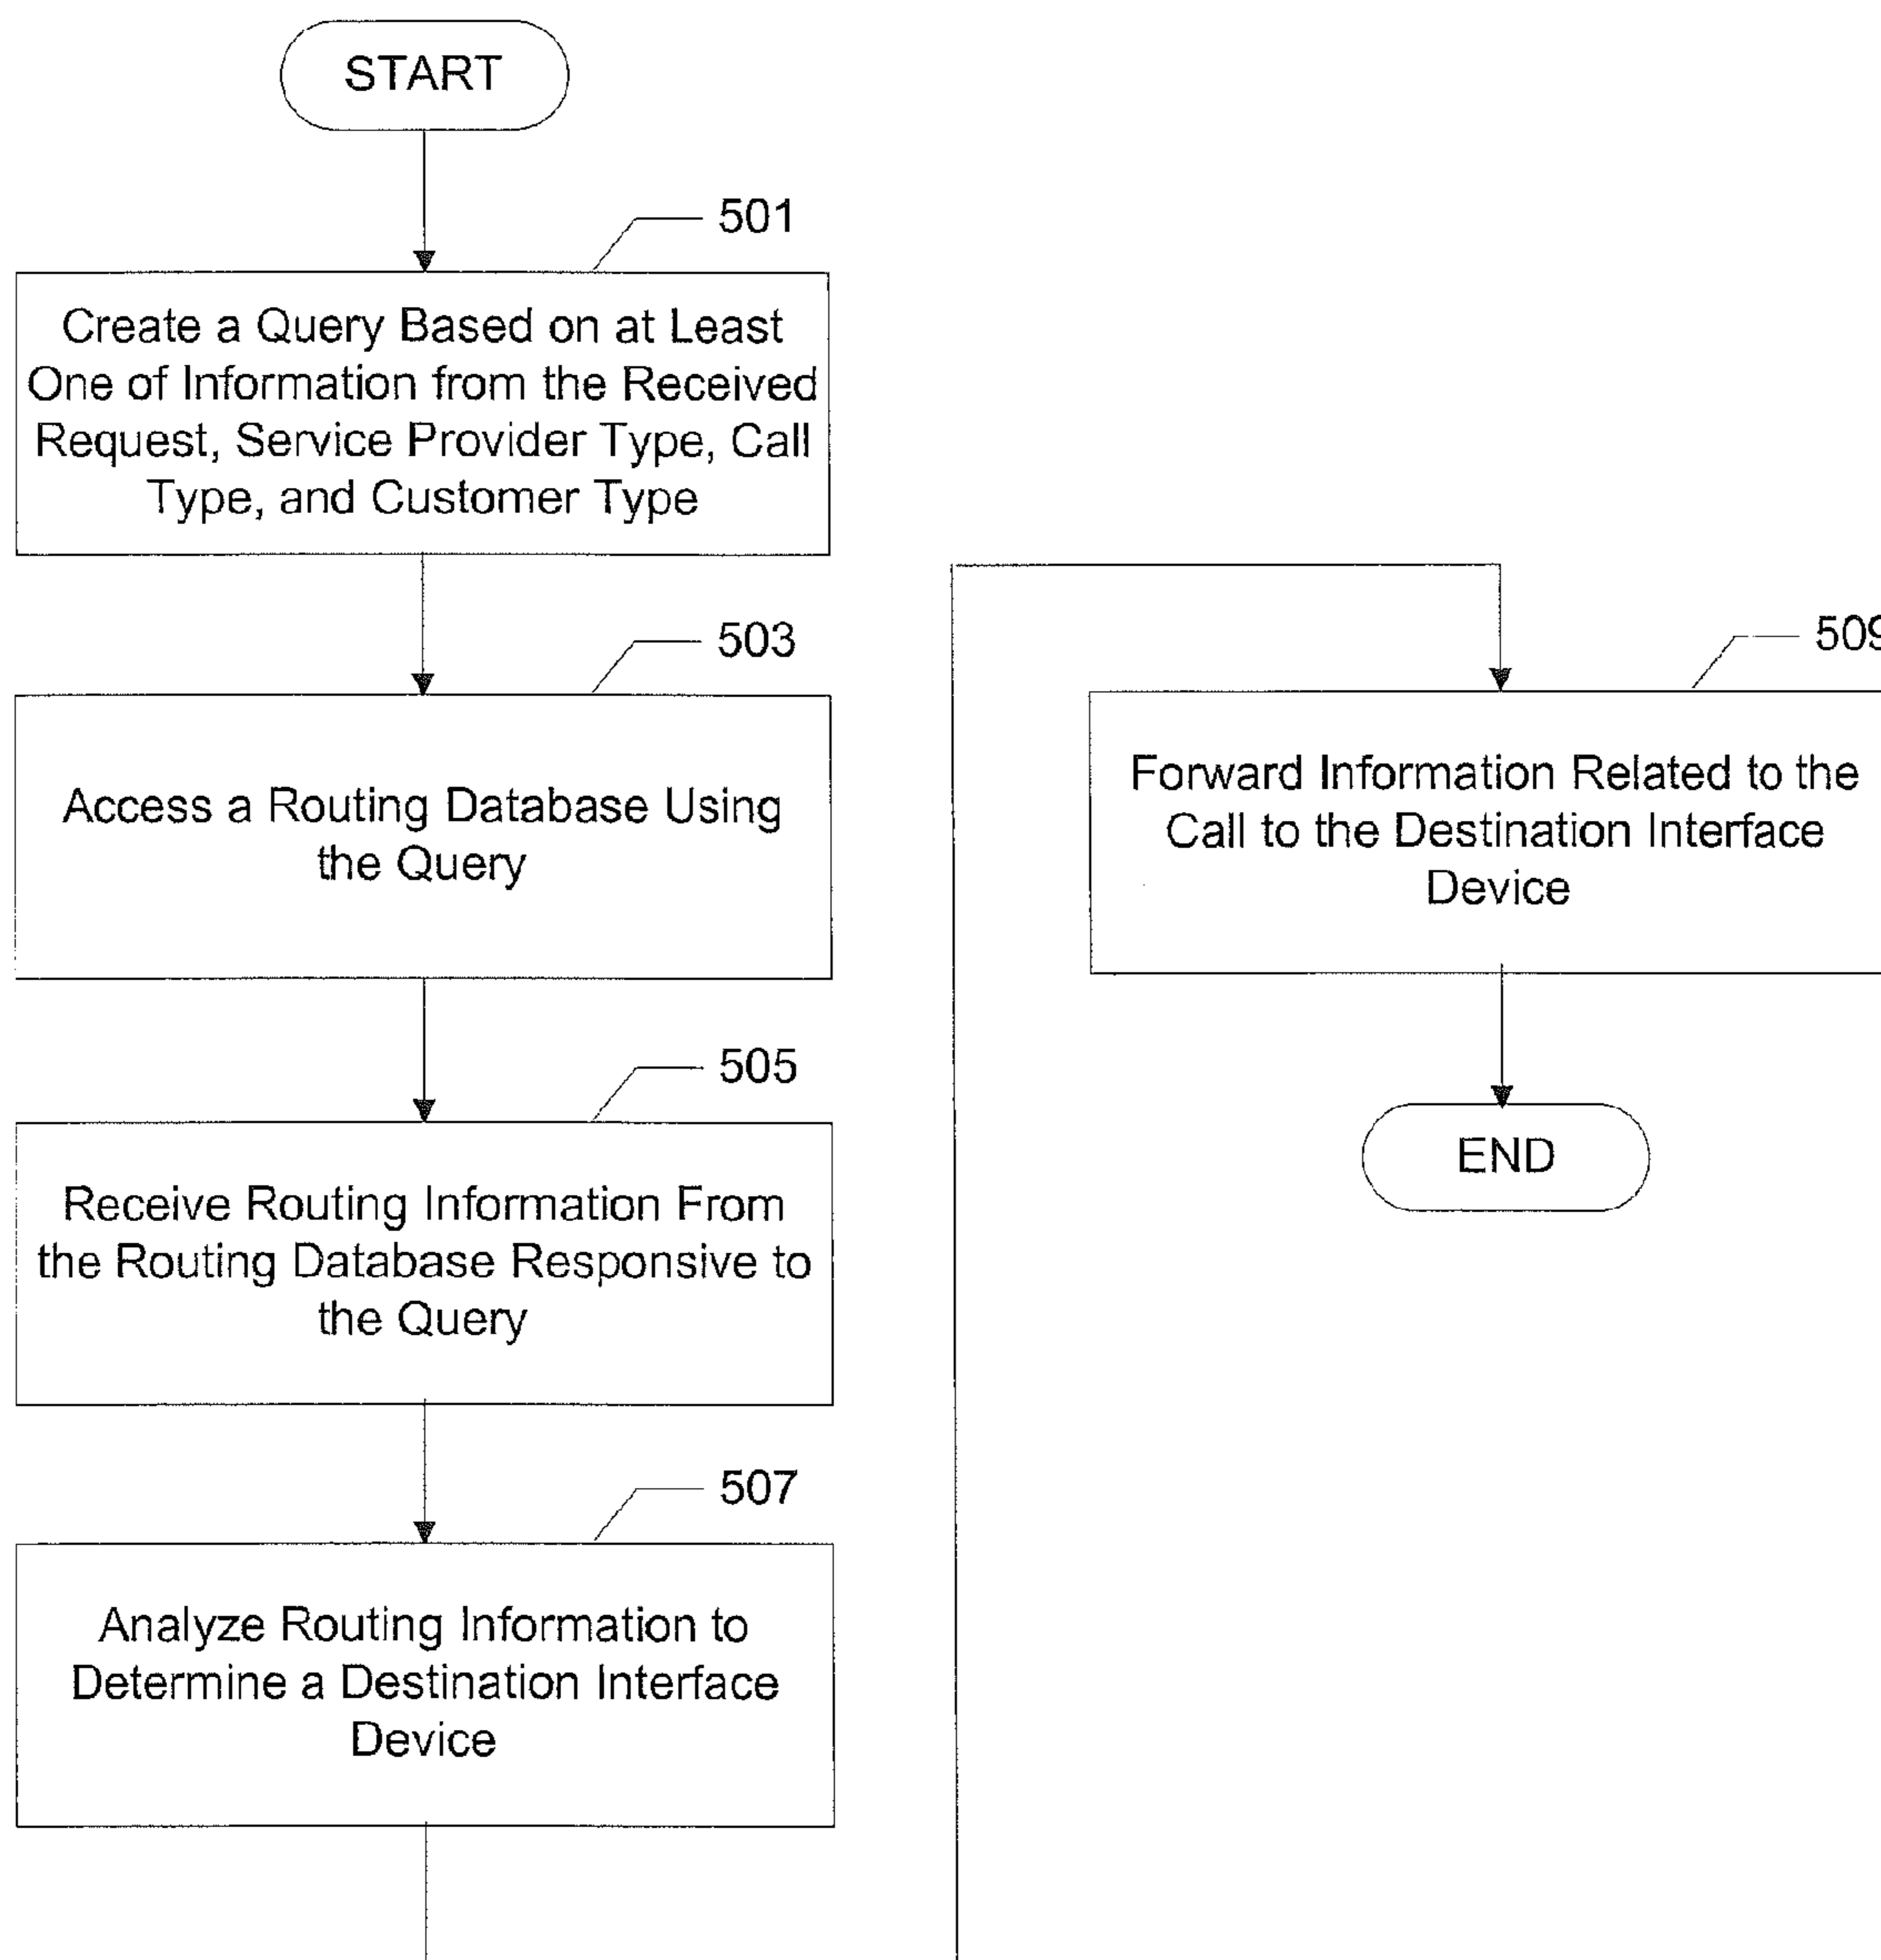 START
501
Create a Query Based on at Least
One of Information from the Received
Request, Service Provider Type, Call
Type, and Customer Type
503
Access a Routing Database Using
the Query
505
Receive Routing Information From
the Routing Database Responsive to
the Query
507
Analyze Routing Information to
Determine a Destination Interface
Device
509
Forward Information Related to the
Call to the Destination Interface
Device
END